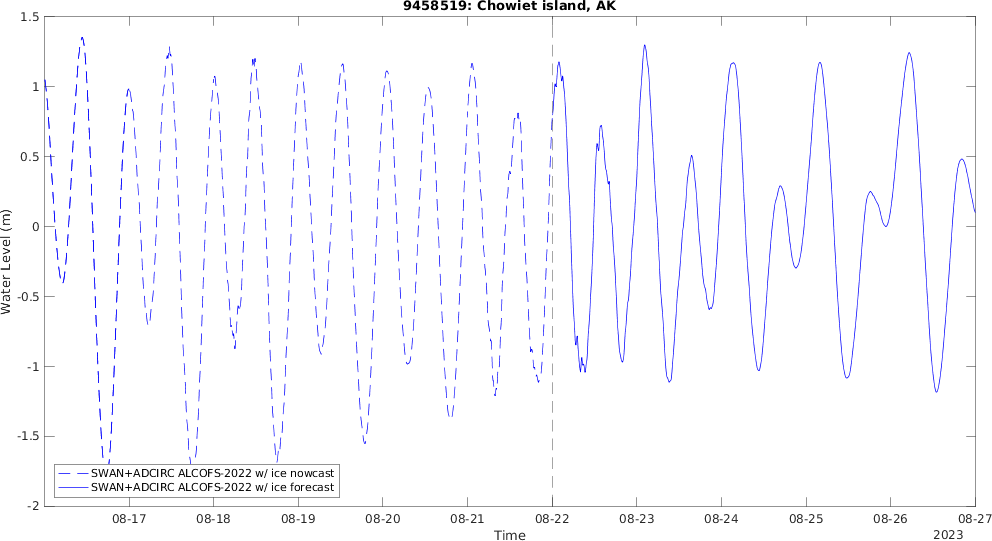 9458519: Chowiet island, AK
1.5
1
0.5
0
-0.5
-1
-1.5
-2
Water Level (m)
SWAN+ADCIRC ALCOFS-2022 w/ ice nowcast
SWAN+ADCIRC ALCOFS-2022 w/ ice forecast
08-17 08-18 08-19 08-20 08-21 08-22 08-23 08-24 08-25 08-26 08-27
Time
2023